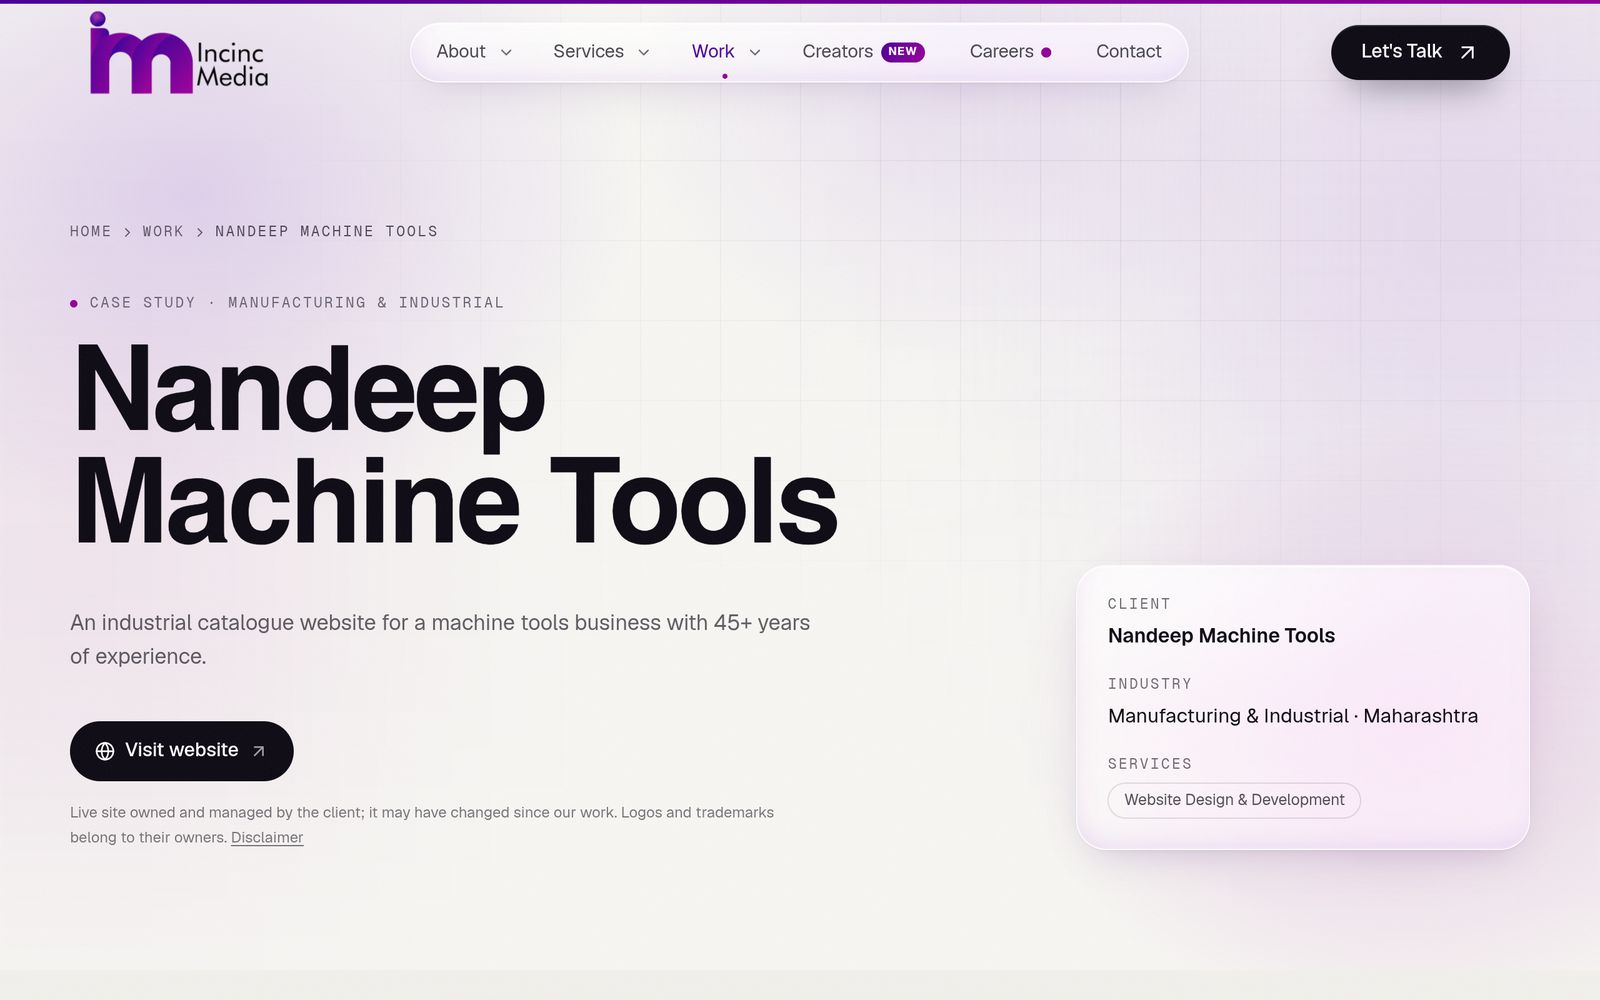 Incinc
Media
About
Services
Work
Creators NEW
Careers
Contact
Let's Talk
HOME > WORK > NANDEEP MACHINE TOOLS
CASE STUDY · MANUFACTURING & INDUSTRIAL
Nandeep
Machine Tools
An industrial catalogue website for a machine tools business with 45+ years
of experience.
Visit website
Live site owned and managed by the client; it may have changed since our work. Logos and trademarks
belong to their owners. Disclaimer
CLIENT
Nandeep Machine Tools
INDUSTRY
Manufacturing & Industrial · Maharashtra
SERVICES
Website Design & Development